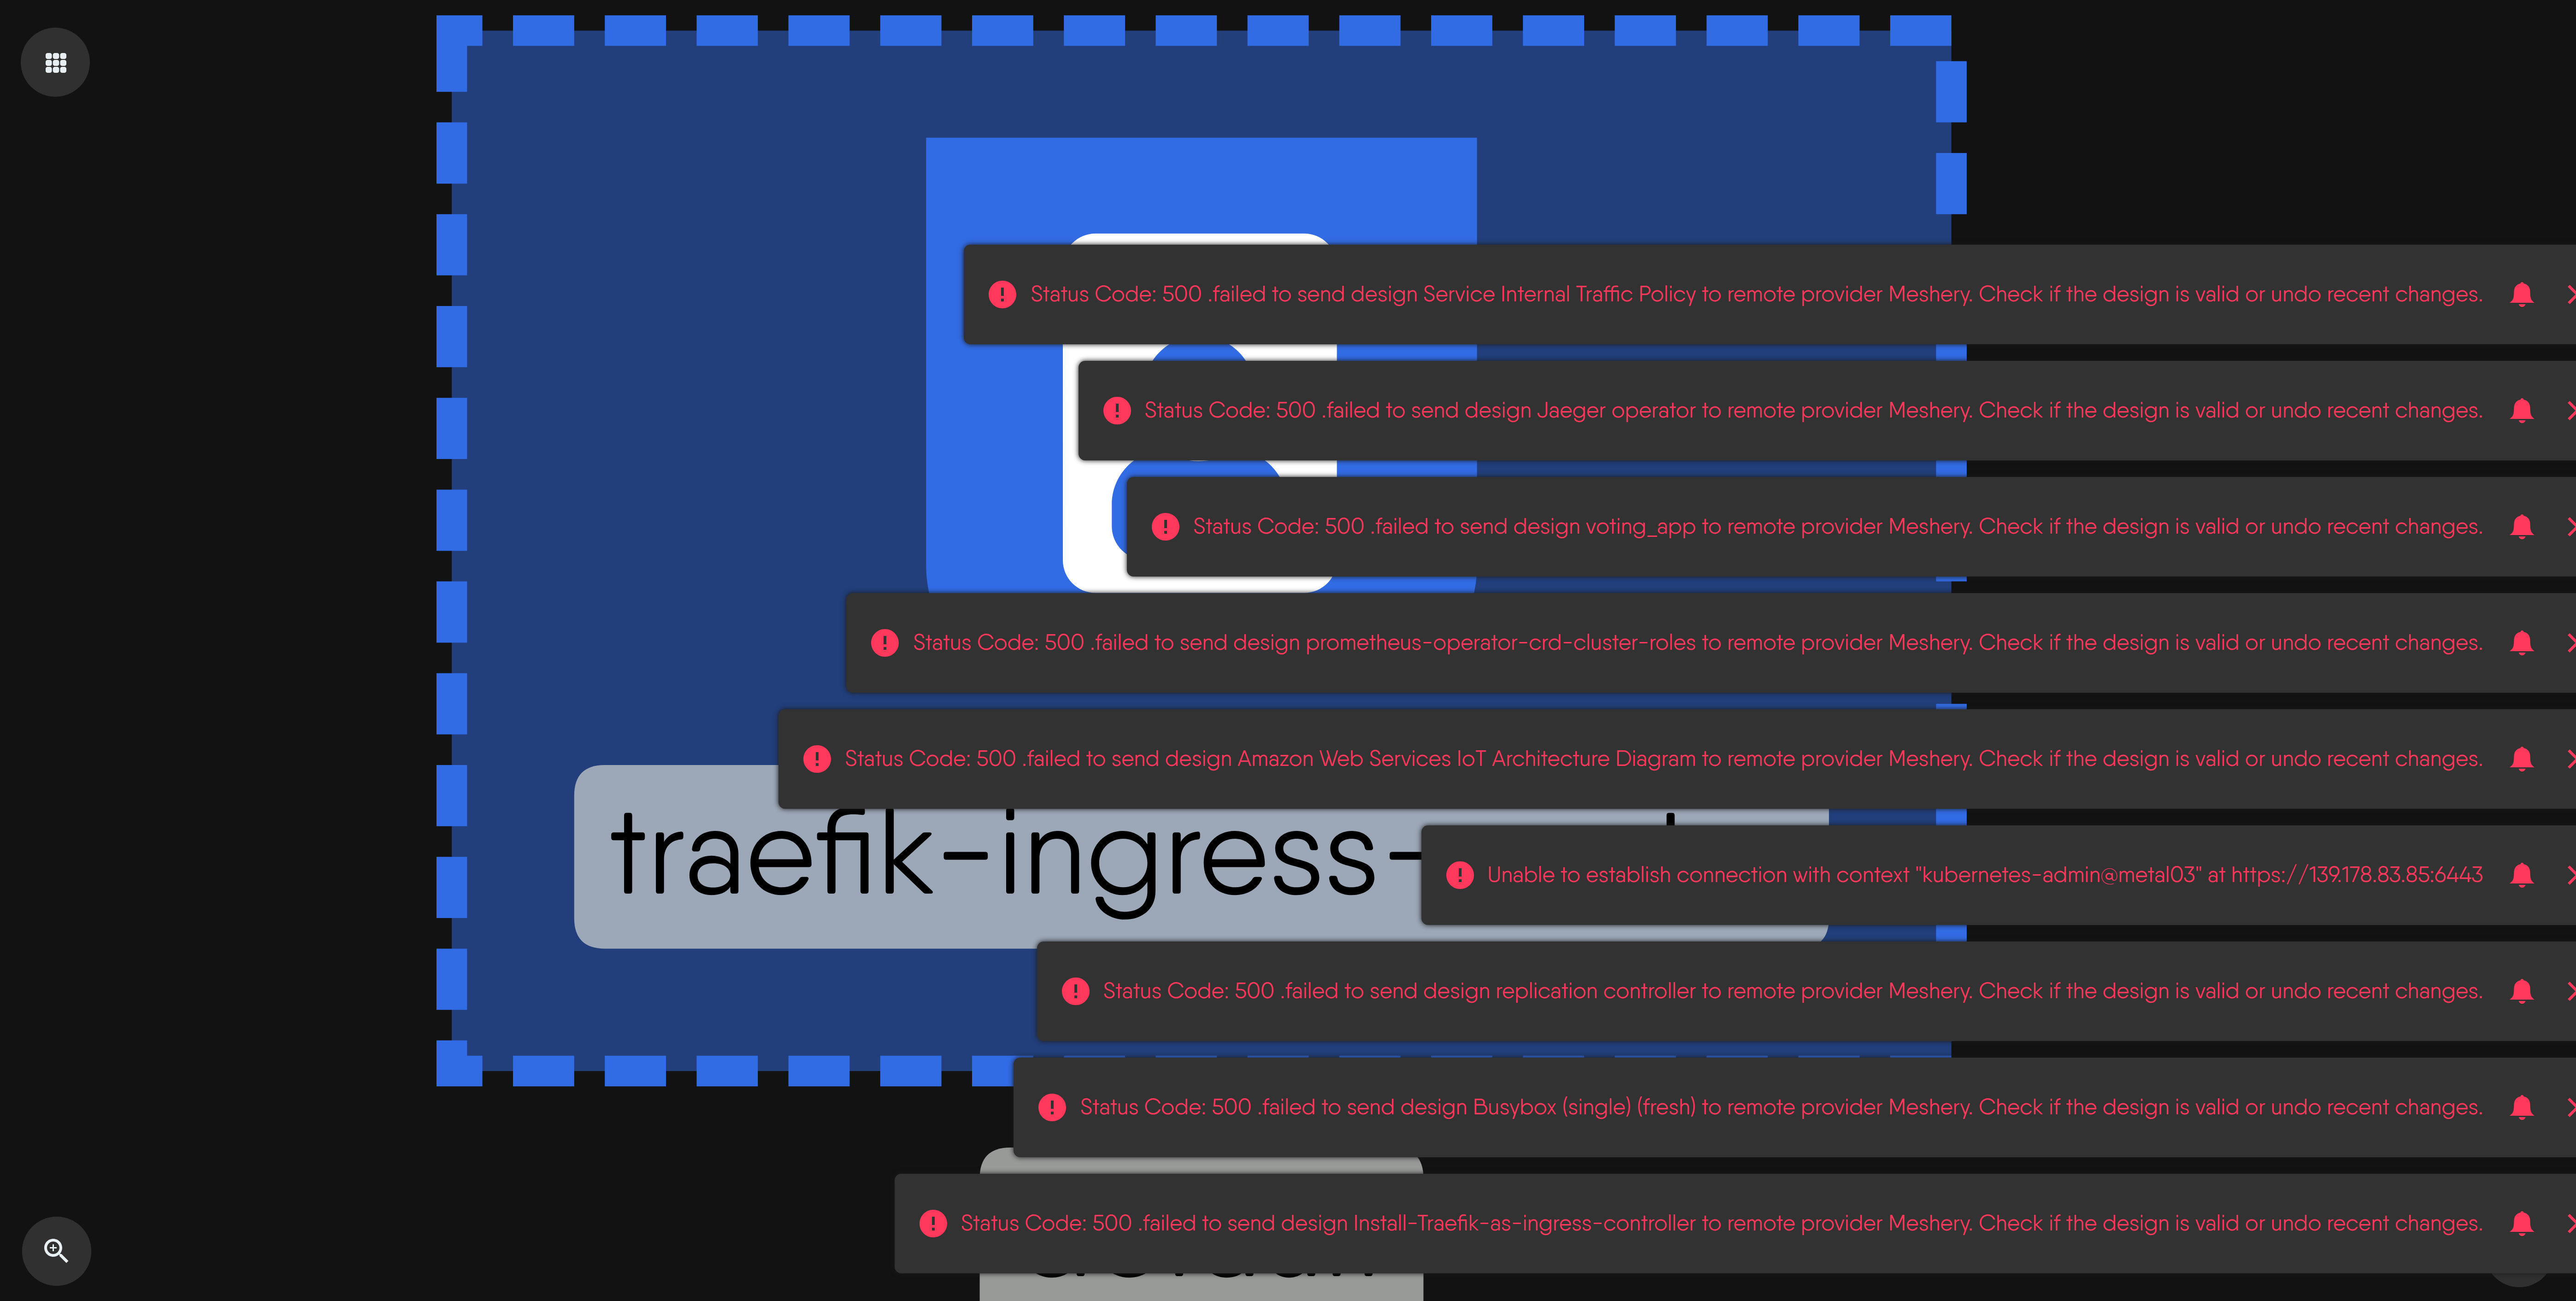 Status Code: 500 .failed to send design Service Internal Traffic Policy to remote provider Meshery. Check if the design is valid or undo recent changes.
Status Code: 500 .failed to send design Jaeger operator to remote provider Meshery. Check if the design is valid or undo recent changes.
Status Code: 500 .failed to send design voting_app to remote provider Meshery. Check if the design is valid or undo recent changes.
Status Code: 500 .failed to send design prometheus-operator-crd-cluster-roles to remote provider Meshery. Check if the design is valid or undo recent changes.
Status Code: 500 .failed to send design Amazon Web Services IoT Architecture Diagram to remote provider Meshery. Check if the design is valid or undo recent changes.
traefik-ingress-
Unable to establish connection with context "kubernetes-admin@metal03" at https://139.178.83.85:6443
Status Code: 500 .failed to send design replication controller to remote provider Meshery. Check if the design is valid or undo recent changes.
Status Code: 500 .failed to send design Busybox (single) (fresh) to remote provider Meshery. Check if the design is valid or undo recent changes.
Status Code: 500 .failed to send design Install-Traefik-as-ingress-controller to remote provider Meshery. Check if the design is valid or undo recent changes.